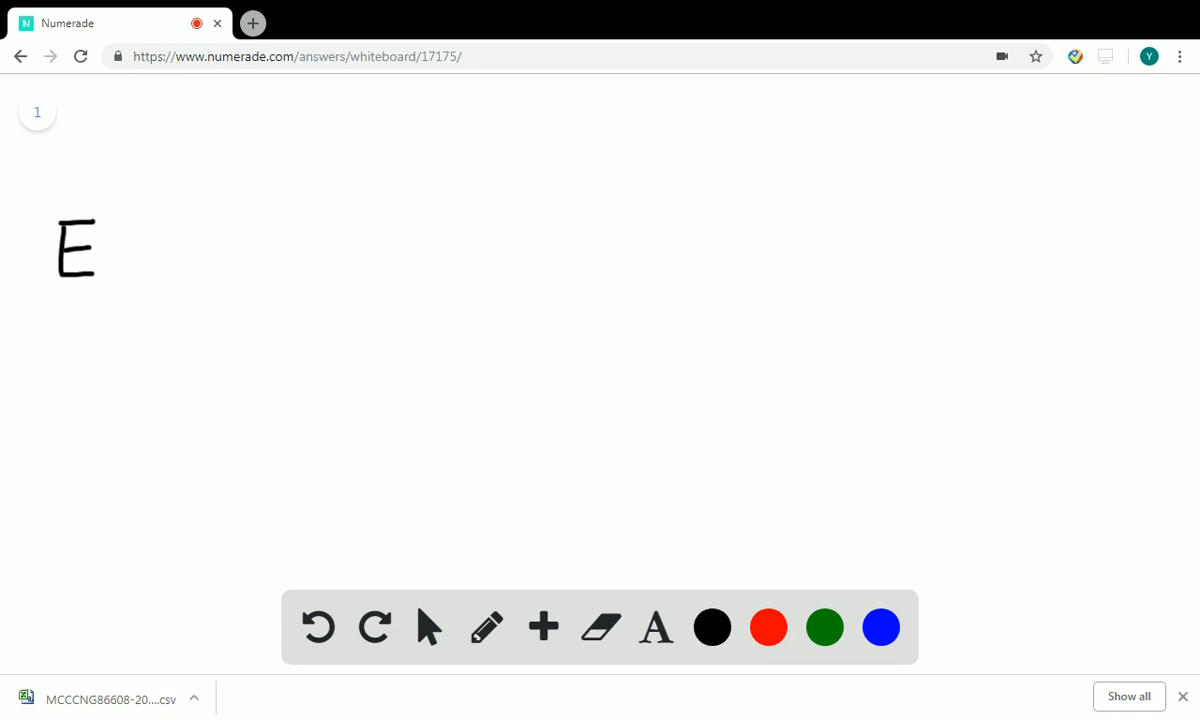 Numerade
https://www.numerade.com/answers/whiteboard/17175/
Y
1
E
A
MCCCNG86608-20....csv
Show all